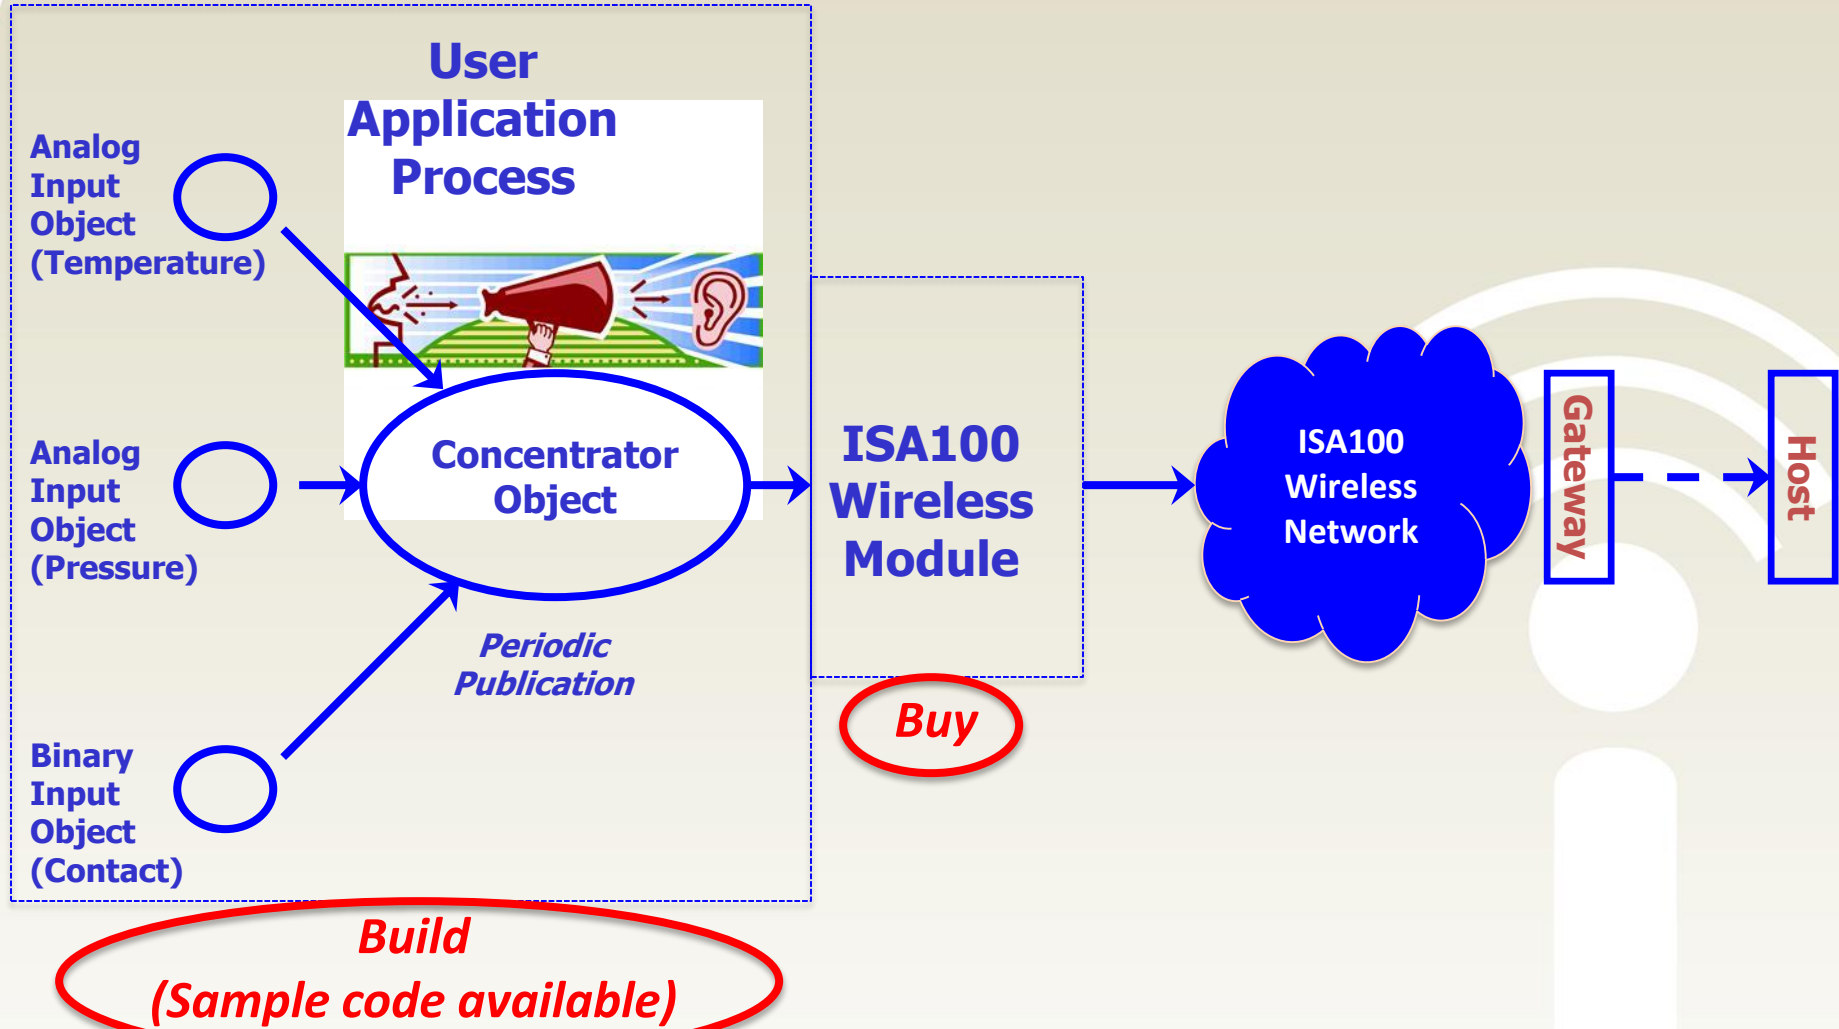 User
Application
Process
Analog
Input
Object
(Temperature)
Analog
Input
Object
(Pressure)
Concentrator
Object
Periodic
Publication
Binary
Input
Object
(Contact)
Build
(Sample code available)
ISA100
Wireless
Module
Buy
ISA100
Wireless
Network
Gateway
Host